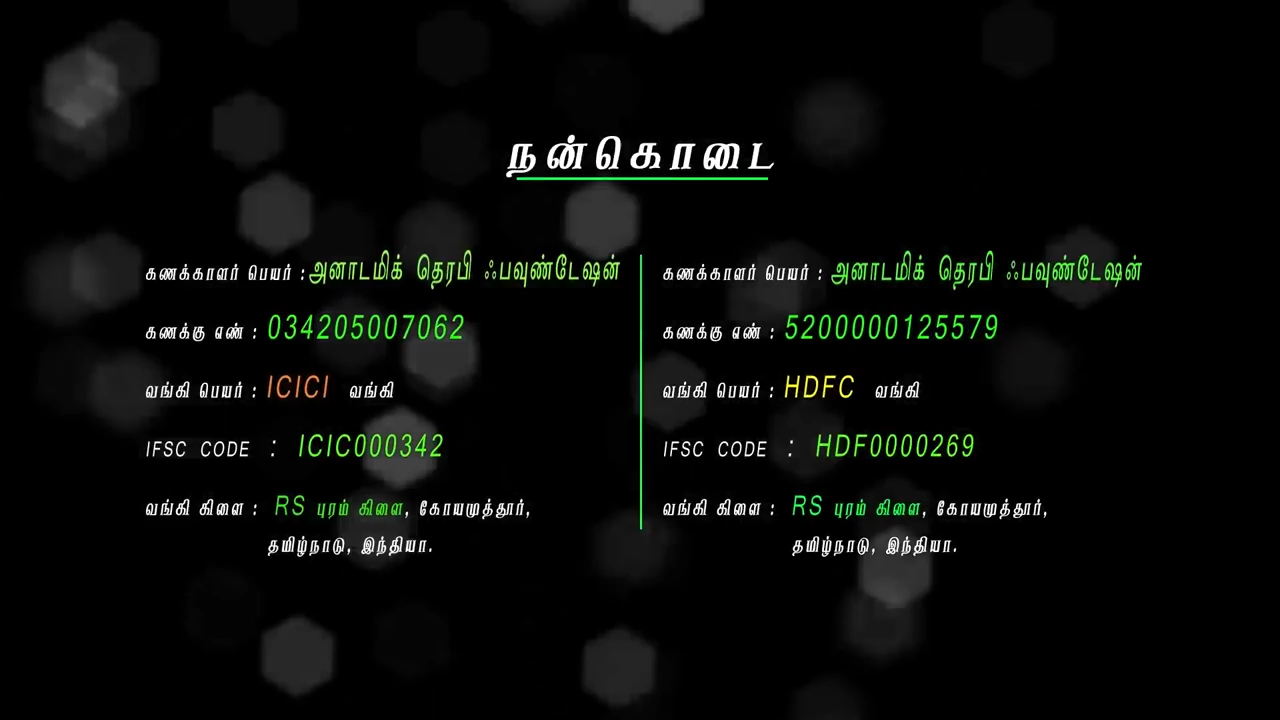 நன்கொடை
கணக்காளர் பெயர் : அனாடமிக் தெரபி ஃபவுண்டேஷன்
கணக்கு எண் : 034205007062
வங்கி பெயர் : ICICI வங்கி
IFSC CODE : ICIC000342
வங்கி கிளை : RS புரம் கிளை, கோயமுத்தூர்,
தமிழ்நாடு, இந்தியா.
கணக்காளர் பெயர் : அனாடமிக் தெரபி ஃபவுண்டேஷன்
கணக்கு எண் : 5200000125579
வங்கி பெயர் : HDFC வங்கி
IFSC CODE : HDF0000269
வங்கி கிளை : RS புரம் கிளை, கோயமுத்தூர்,
தமிழ்நாடு, இந்தியா.